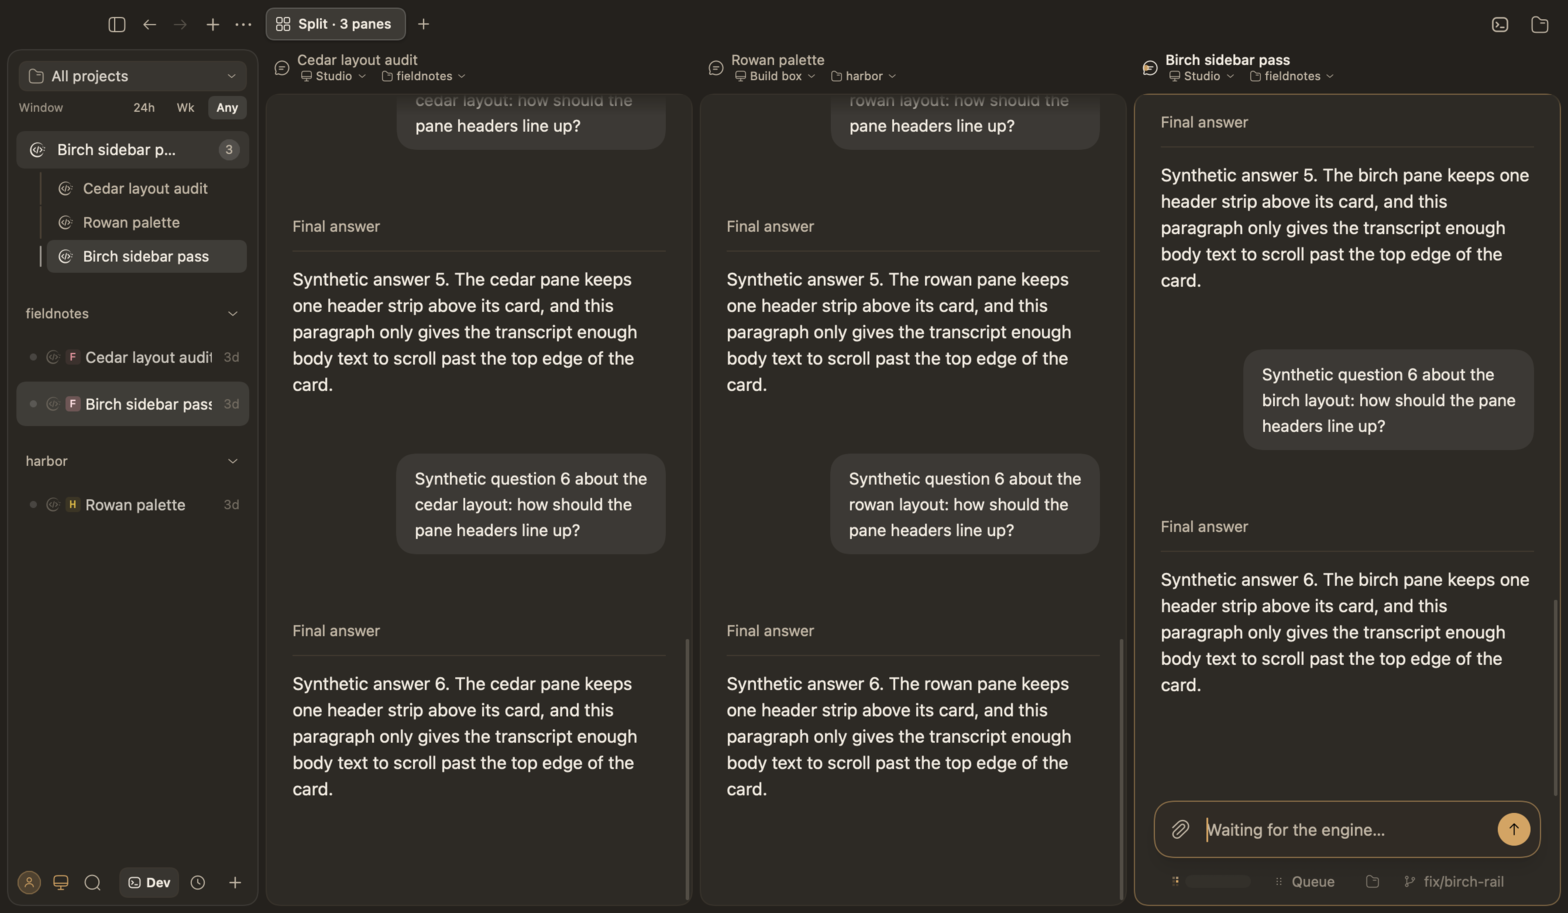 Split · 3 panes
All projects
Window 24h Wk Any
Birch sidebar p... 3
Cedar layout audit
Rowan palette
Birch sidebar pass
fieldnotes
F Cedar layout audit 3d
F Birch sidebar pass 3d
harbor
H Rowan palette 3d
Dev
Cedar layout audit
Studio fieldnotes
cedar layout: how should the
pane headers line up?
Final answer
Synthetic answer 5. The cedar pane keeps
one header strip above its card, and this
paragraph only gives the transcript enough
body text to scroll past the top edge of the
card.
Synthetic question 6 about the
cedar layout: how should the
pane headers line up?
Final answer
Synthetic answer 6. The cedar pane keeps
one header strip above its card, and this
paragraph only gives the transcript enough
body text to scroll past the top edge of the
card.
Rowan palette
Build box harbor
rowan layout: how should the
pane headers line up?
Final answer
Synthetic answer 5. The rowan pane keeps
one header strip above its card, and this
paragraph only gives the transcript enough
body text to scroll past the top edge of the
card.
Synthetic question 6 about the
rowan layout: how should the
pane headers line up?
Final answer
Synthetic answer 6. The rowan pane keeps
one header strip above its card, and this
paragraph only gives the transcript enough
body text to scroll past the top edge of the
card.
Birch sidebar pass
Studio fieldnotes
Final answer
Synthetic answer 5. The birch pane keeps one
header strip above its card, and this
paragraph only gives the transcript enough
body text to scroll past the top edge of the
card.
Synthetic question 6 about the
birch layout: how should the pane
headers line up?
Final answer
Synthetic answer 6. The birch pane keeps one
header strip above its card, and this
paragraph only gives the transcript enough
body text to scroll past the top edge of the
card.
Waiting for the engine...
Queue fix/birch-rail